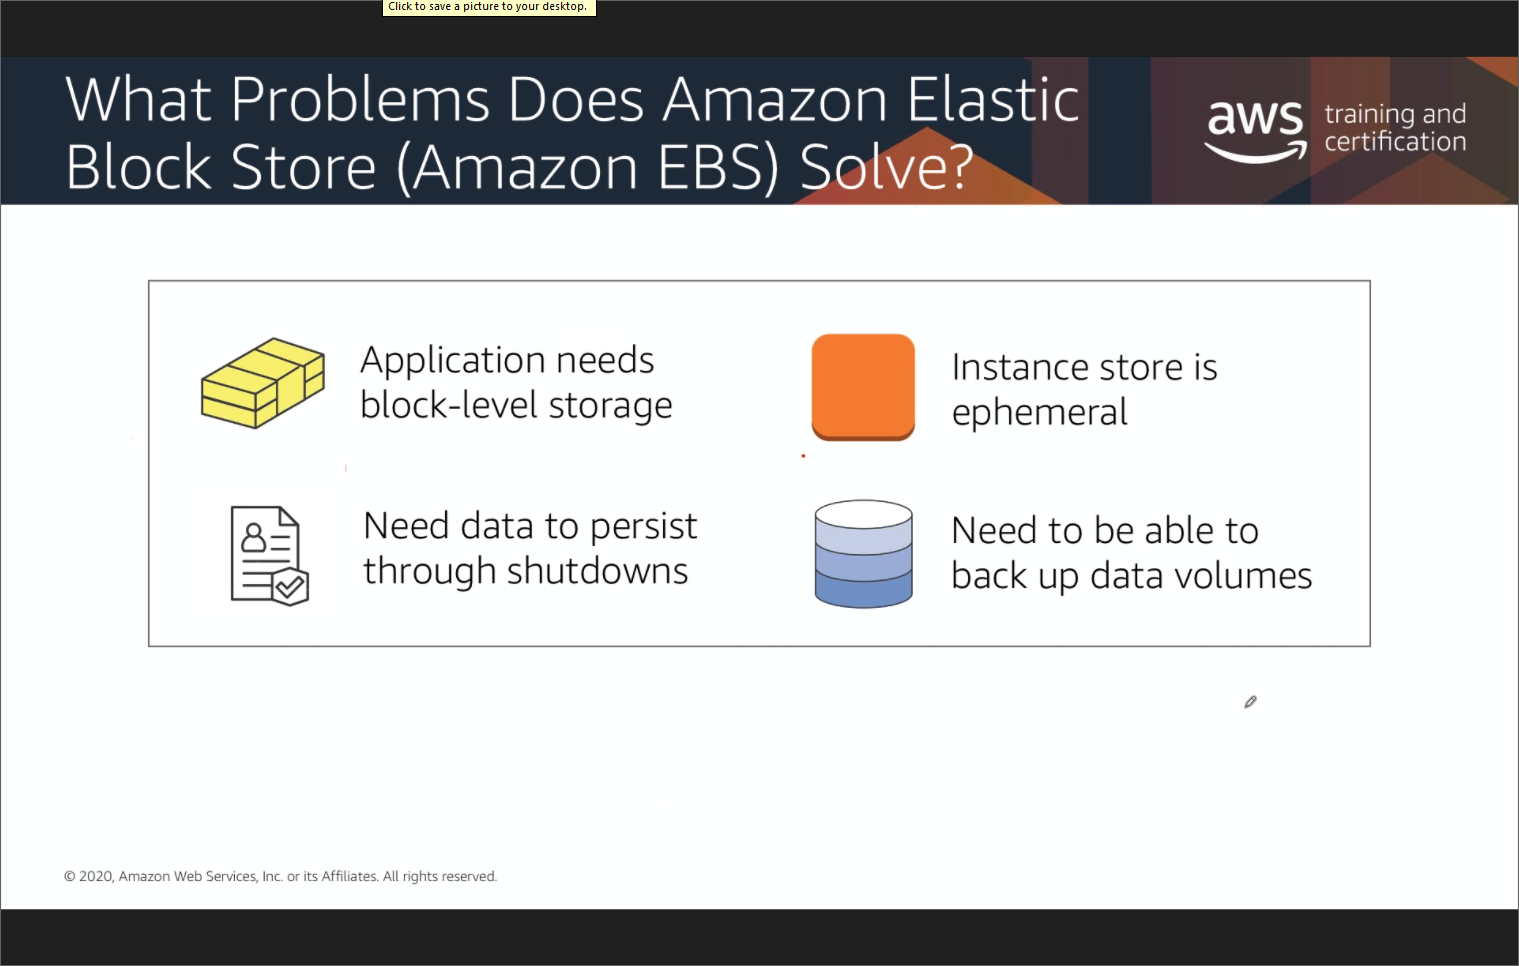 Click to save a picture to your desktop.
What Problems Does Amazon Elastic
Block Store (Amazon EBS) Solve?
aws
training and
certification
Application needs
block-level storage
Instance store is
ephemeral
Need data to persist
through shutdowns
Need to be able to
back up data volumes
© 2020, Amazon Web Services, Inc. or its Affiliates. All rights reserved.